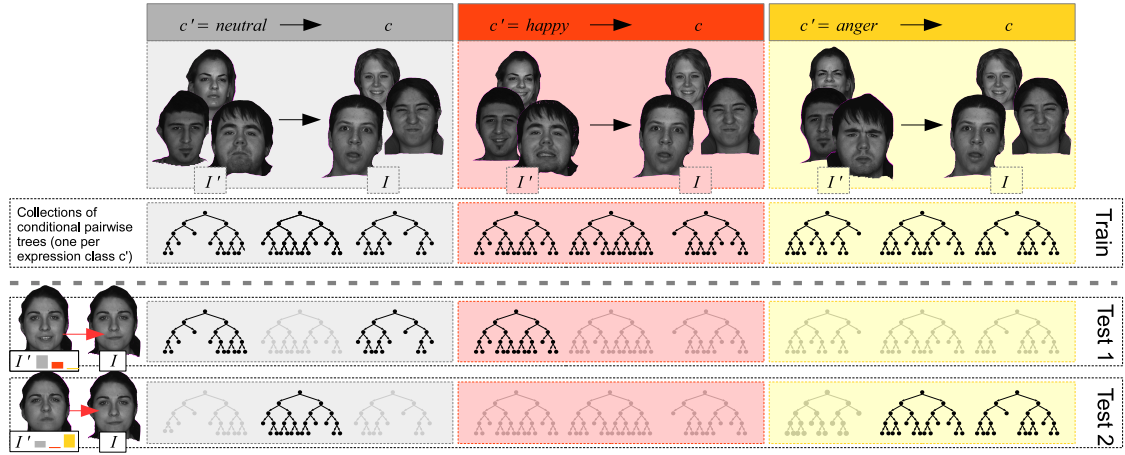 c' = neutral → c
c' = happy → c
c' = anger → c
I' I
I' I
I' I
Collections of
conditional pairwise
trees (one per
expression class c')
Train
I' I
Test 1
I' I
Test 2